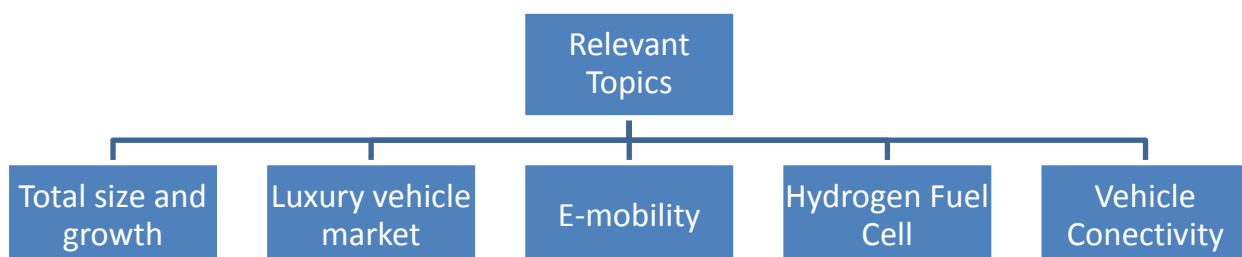 Relevant
Topics
Total size and
growth
Luxury vehicle
market
E-mobility
Hydrogen Fuel
Cell
Vehicle
Conectivity